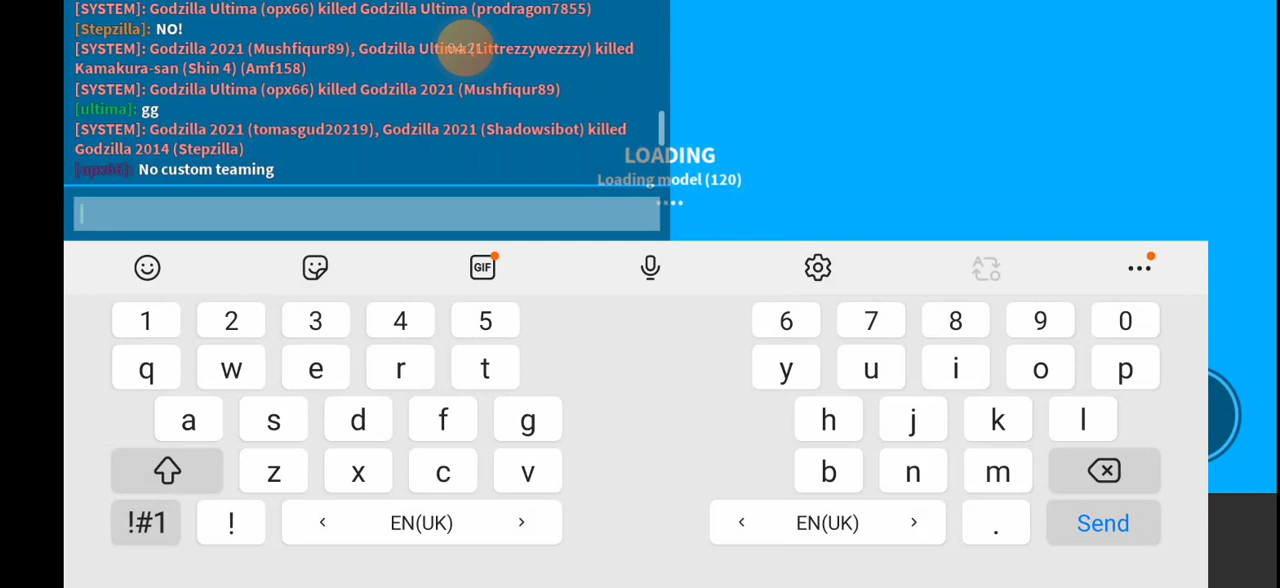 [SYSTEM]: Godzilla Ultima (opx66) killed Godzilla Ultima (prodragon7855)
[Stepzilla]: NO!
[SYSTEM]: Godzilla 2021 (Mushfiqur89), Godzilla Ultima (Littrezzywezzzy) killed
Kamakura-san (Shin 4) (Amf158)
[SYSTEM]: Godzilla Ultima (opx66) killed Godzilla 2021 (Mushfiqur89)
[ultima]: gg
[SYSTEM]: Godzilla 2021 (tomasgud20219), Godzilla 2021 (Shadowsibot) killed
Godzilla 2014 (Stepzilla)
[opx66]: No custom teaming
LOADING
Loading model (120)
....
GIF
1 2 3 4 5 6 7 8 9 0
q w e r t y u i o p
a s d f g h j k l
z x c v b n m
!#1 ! < EN(UK) > < EN(UK) > . Send